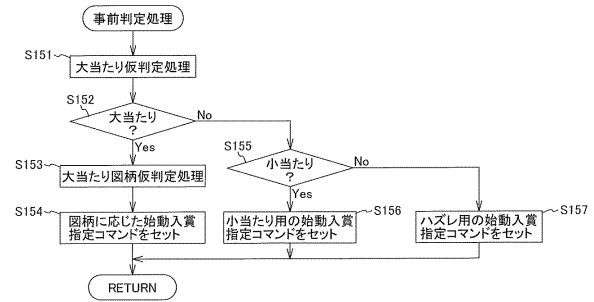 事前判定処理
S151
大当たり仮判定処理
S152
大当たり
?
No
Yes
S153
大当たり図柄仮判定処理
S154
図柄に応じた始動入賞
指定コマンドをセット
S155
小当たり
?
No
Yes
S156
小当たり用の始動入賞
指定コマンドをセット
S157
ハズレ用の始動入賞
指定コマンドをセット
RETURN